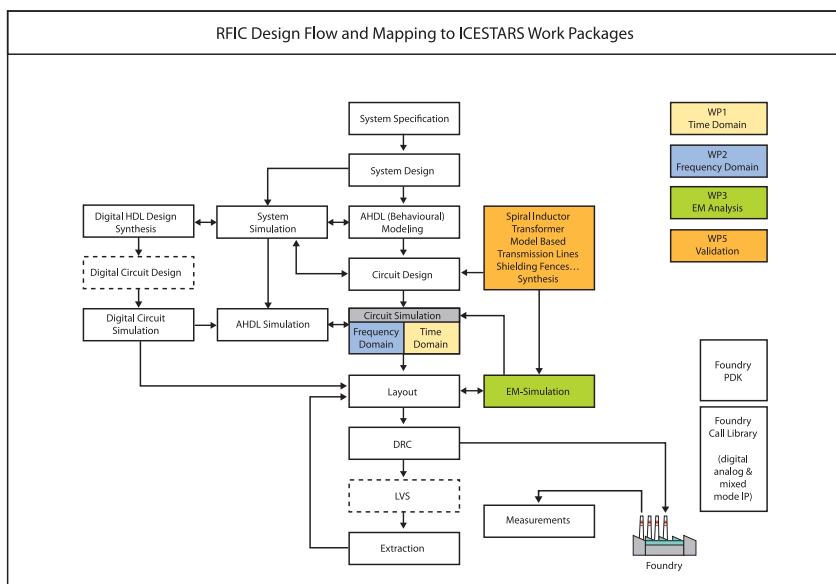 RFIC Design Flow and Mapping to ICESTARS Work Packages
System Specification
System Design
Digital HDL Design
Synthesis
System
Simulation
AHDL (Behavioural)
Modeling
Spiral Inductor
Transformer
Model Based
Transmission Lines
Shielding Fences...
Synthesis
Digital Circuit Design
Circuit Design
Digital Circuit
Simulation
AHDL Simulation
Circuit Simulation
Frequency
Domain
Time
Domain
Layout
EM-Simulation
DRC
LVS
Measurements
Extraction
Foundry
WP1
Time Domain
WP2
Frequency Domain
WP3
EM Analysis
WP5
Validation
Foundry
PDK
Foundry
Call Library
(digital
analog &
mixed
mode IP)